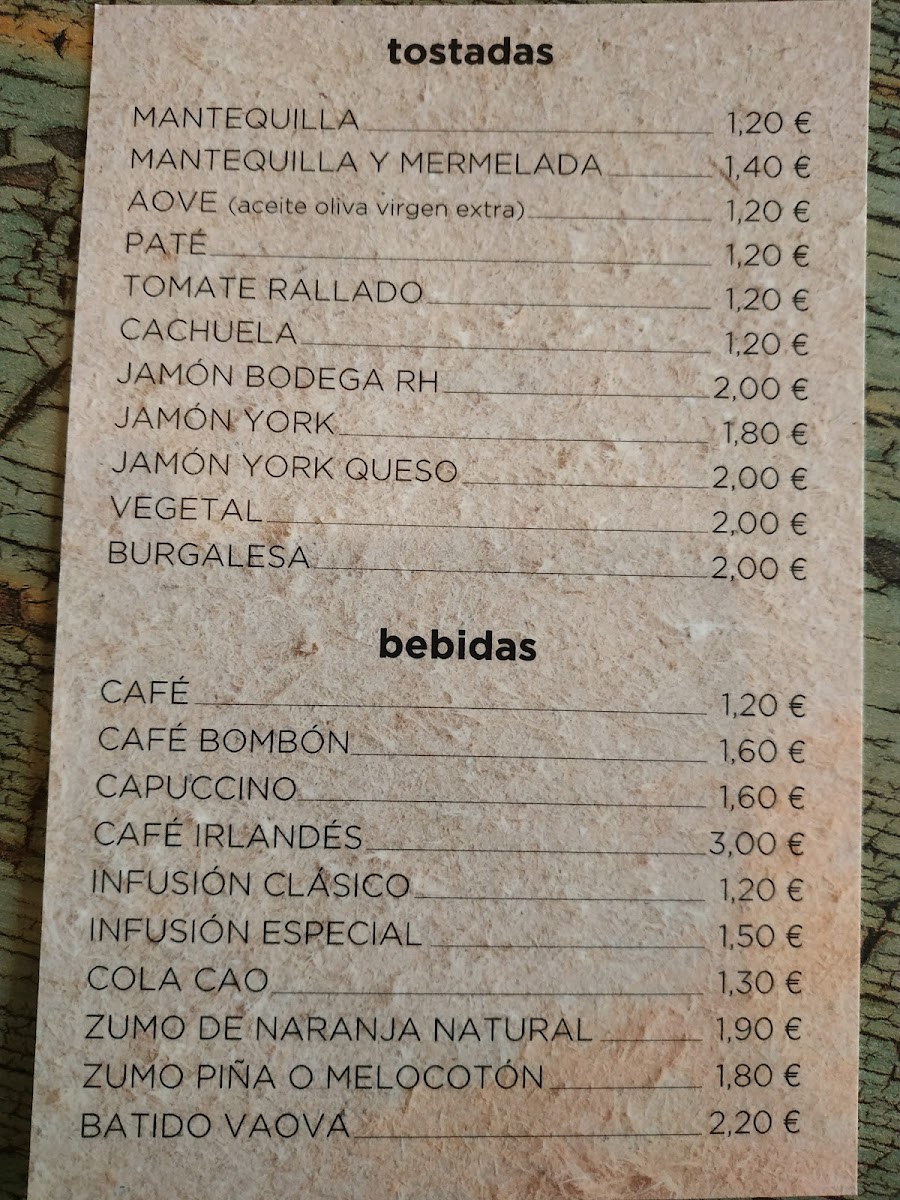 tostadas
MANTEQUILLA 1,20 €
MANTEQUILLA Y MERMELADA 1,40 €
AOVE (aceite oliva virgen extra) 1,20 €
PATÉ 1,20 €
TOMATE RALLADO 1,20 €
CACHUELA 1,20 €
JAMÓN BODEGA RH 2,00 €
JAMÓN YORK 1,80 €
JAMÓN YORK QUESO 2,00 €
VEGETAL 2,00 €
BURGALESA 2,00 €
bebidas
CAFÉ 1,20 €
CAFÉ BOMBÓN 1,60 €
CAPUCCINO 1,60 €
CAFÉ IRLANDÉS 3,00 €
INFUSIÓN CLÁSICO 1,20 €
INFUSIÓN ESPECIAL 1,50 €
COLA CAO 1,30 €
ZUMO DE NARANJA NATURAL 1,90 €
ZUMO PIÑA O MELOCOTÓN 1,80 €
BATIDO VAOVA 2,20 €